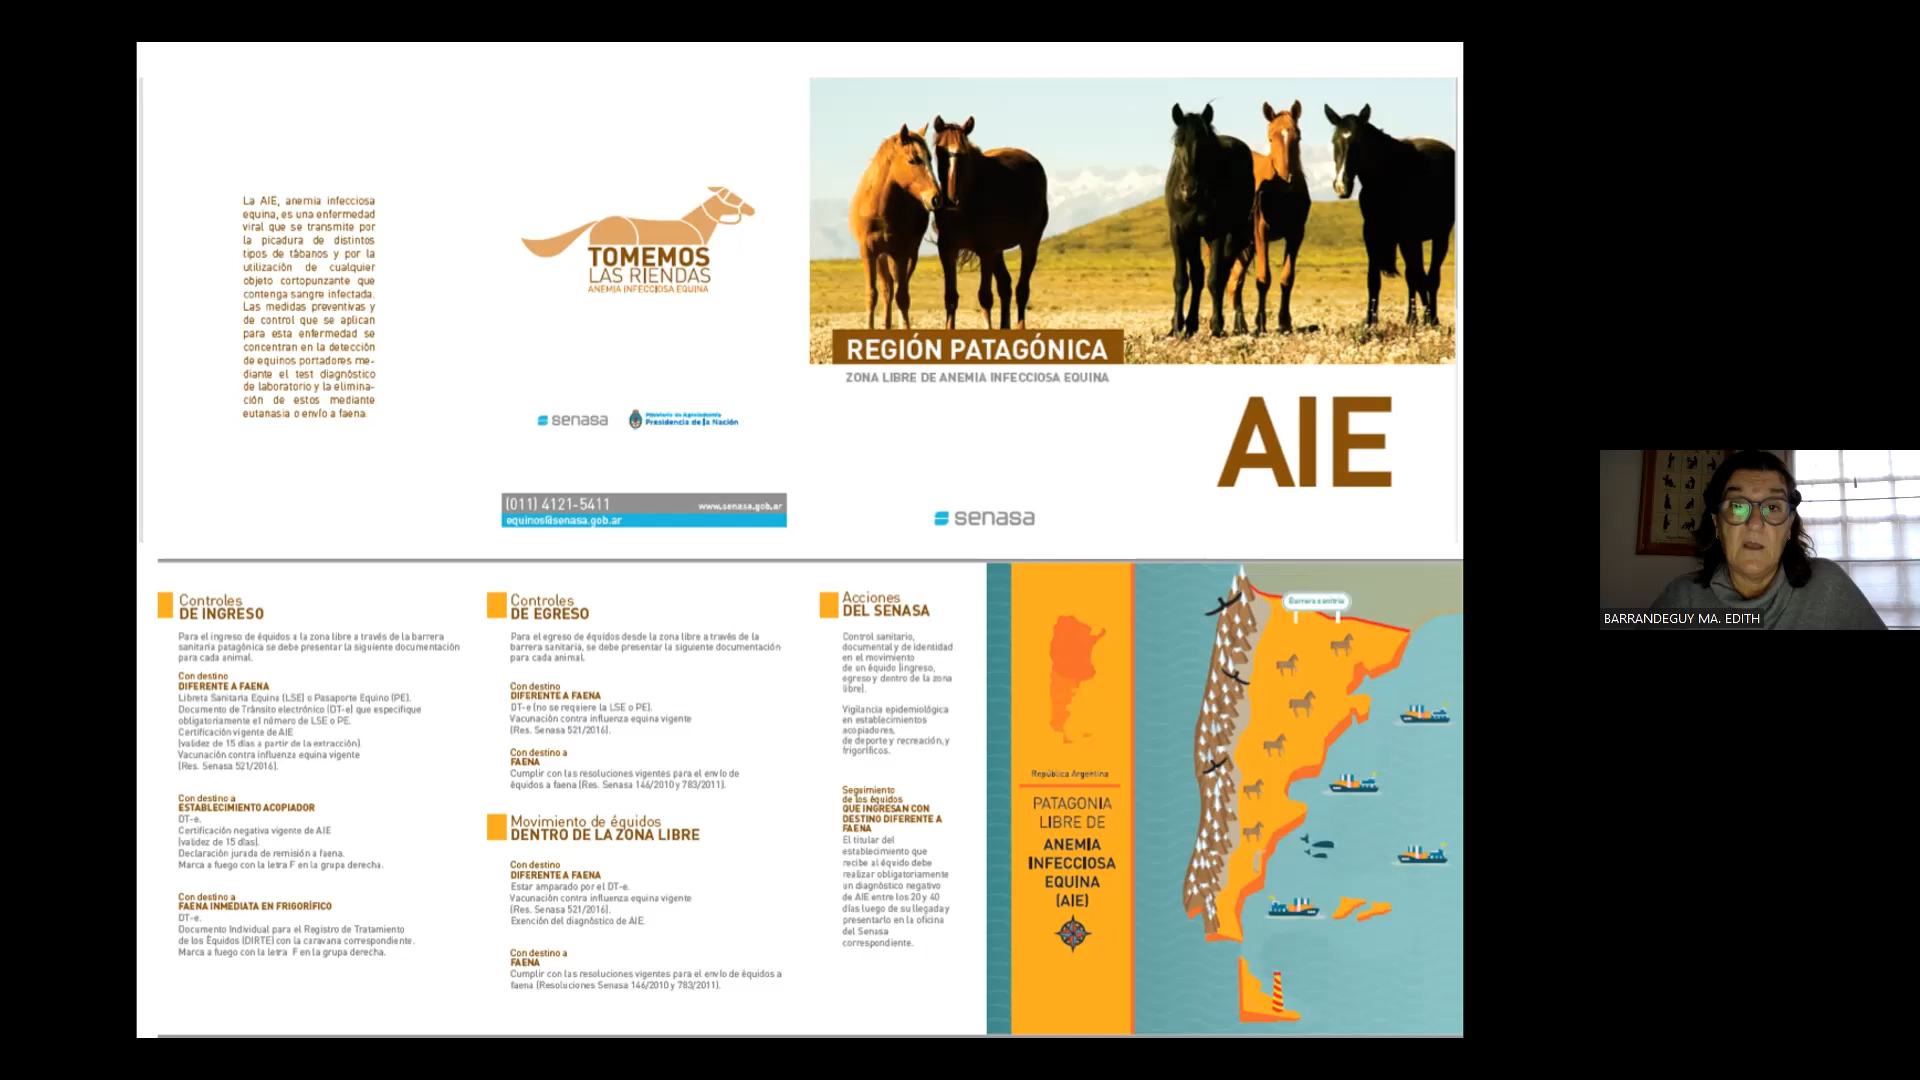 La AIE, anemia infecciosa
equina, es una enfermedad
viral que se transmite por
la picadura de distintos
tipos de tábanos y por la
utilización de cualquier
objeto cortopunzante que
contenga sangre infectada.
Las medidas preventivas y
de control que se aplican
para esta enfermedad se
concentran en la detección
de equinos portadores me-
diante el test diagnóstico
de laboratorio y la elimina-
ción de estos mediante
eutanasia o envío a faena.
TOMEMOS
LAS RIENDAS
ANEMIA INFECCIOSA EQUINA
senasa
Ministerio de Agroindustria
Presidencia de la Nación
(011) 4121-5411
www.senasa.gob.ar
equinos@senasa.gob.ar
REGIÓN PATAGÓNICA
ZONA LIBRE DE ANEMIA INFECCIOSA EQUINA
AIE
senasa
Controles
DE INGRESO
Para el ingreso de équidos a la zona libre a través de la barrera
sanitaria patagónica se debe presentar la siguiente documentación
para cada animal.
Con destino
DIFERENTE A FAENA
Libreta Sanitaria Equina (LSE) o Pasaporte Equino (PE).
Documento de Tránsito electrónico (DT-e) que especifique
obligatoriamente el número de LSE o PE.
Certificación vigente de AIE
(validez de 15 días a partir de la extracción).
Vacunación contra influenza equina vigente
(Res. Senasa 521/2016).
Con destino a
ESTABLECIMIENTO ACOPIADOR
DT-e.
Certificación negativa vigente de AIE
(validez de 15 días).
Declaración jurada de remisión a faena.
Marca a fuego con la letra F en la grupa derecha.
Con destino a
FAENA INMEDIATA EN FRIGORÍFICO
DT-e.
Documento Individual para el Registro de Tratamiento
de los Équidos (DIRTE) con la caravana correspondiente.
Marca a fuego con la letra F en la grupa derecha.
Controles
DE EGRESO
Para el egreso de équidos desde la zona libre a través de la
barrera sanitaria, se debe presentar la siguiente documentación
para cada animal.
Con destino
DIFERENTE A FAENA
DT-e (no se requiere la LSE o PE).
Vacunación contra influenza equina vigente
(Res. Senasa 521/2016).
Con destino a
FAENA
Cumplir con las resoluciones vigentes para el envío de
équidos a faena (Res. Senasa 146/2010 y 783/2011).
Movimiento de équidos
DENTRO DE LA ZONA LIBRE
Con destino
DIFERENTE A FAENA
Estar amparado por el DT-e.
Vacunación contra influenza equina vigente
(Res. Senasa 521/2016).
Exención del diagnóstico de AIE.
Con destino a
FAENA
Cumplir con las resoluciones vigentes para el envío de équidos a
faena (Resoluciones Senasa 146/2010 y 783/2011).
Acciones
DEL SENASA
Control sanitario,
documental y de identidad
en el movimiento
de un équido (ingreso,
egreso y dentro de la zona
libre).
Vigilancia epidemiológica
en establecimientos
acopiadores,
de deporte y recreación, y
frigoríficos.
Seguimiento
de los équidos
QUE INGRESAN CON
DESTINO DIFERENTE A
FAENA
El titular del
establecimiento que
recibe al équido debe
realizar obligatoriamente
un diagnóstico negativo
de AIE entre los 20 y 40
días luego de su llegada y
presentarlo en la oficina
del Senasa
correspondiente.
República Argentina
PATAGONIA
LIBRE DE
ANEMIA
INFECCIOSA
EQUINA
(AIE)
Barrera sanitria
BARRANDEGUY MA. EDITH